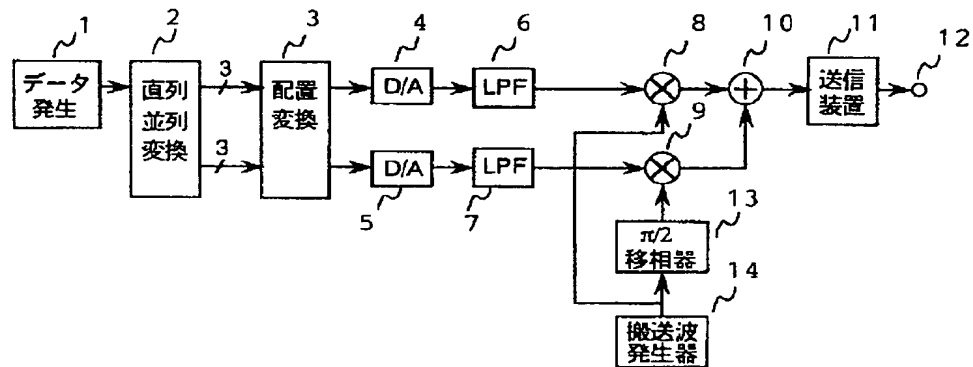 1
2
3
4
6
8
10
11
12
データ
発生
直列
並列
変換
3
3
配置
変換
D/A
LPF
送信
装置
9
D/A
LPF
5
7
13
π/2
移相器
14
搬送波
発生器